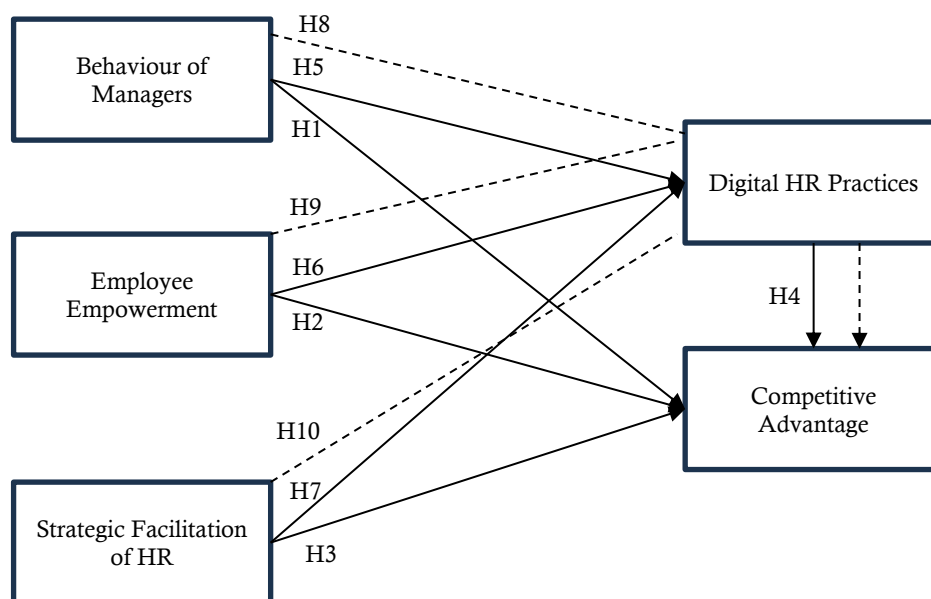 H8
Behaviour of
Managers
H5
H1
Digital HR Practices
H9
Employee
Empowerment
H6
H2
H4
Competitive
Advantage
H10
H7
Strategic Facilitation
of HR
H3